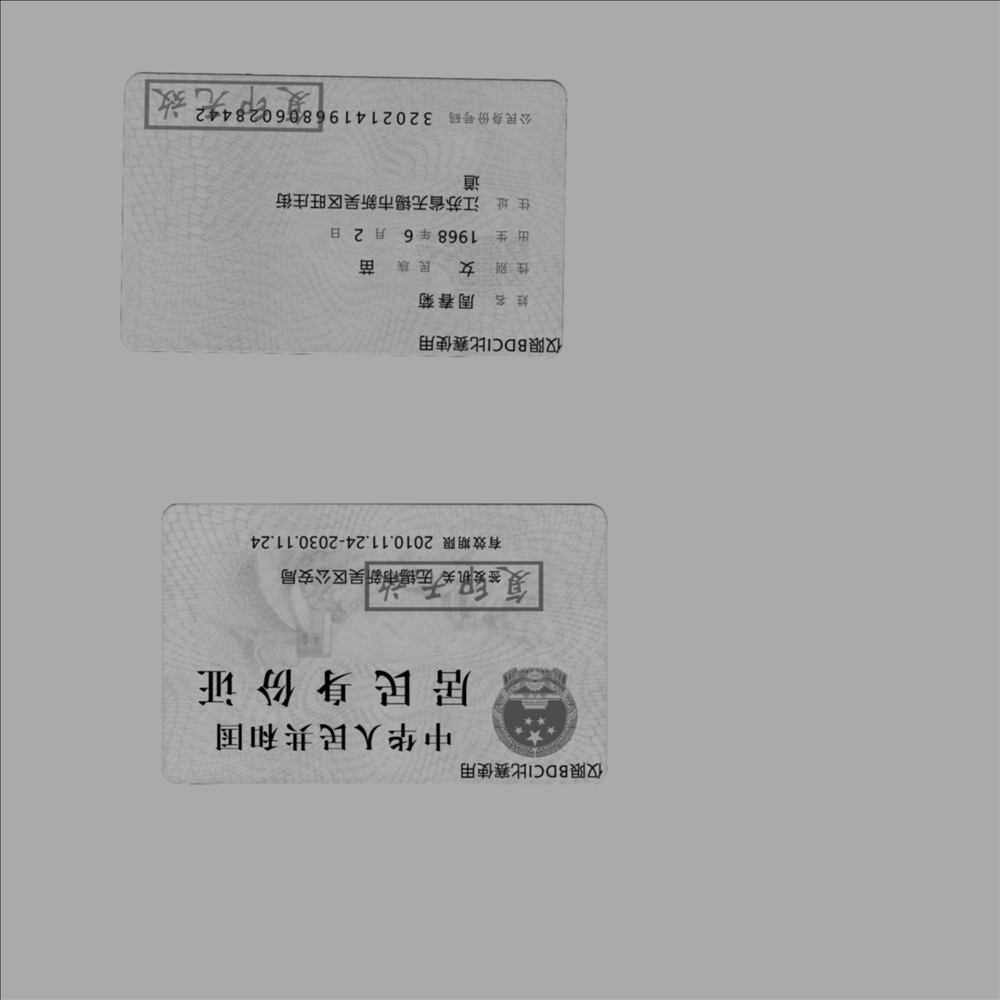 仅限BDCI比赛使用
中华人民共和国
居民身份证
复印无效
签发机关 无锡市新吴区公安局
有效期限 2010.11.24-2030.11.24
仅限BDCI比赛使用
姓名 周春菊
性别 女 民族 苗
出生 1968 年 6 月 2 日
住址 江苏省无锡市新吴区旺庄街
道
公民身份号码 320214196806028442
复印无效